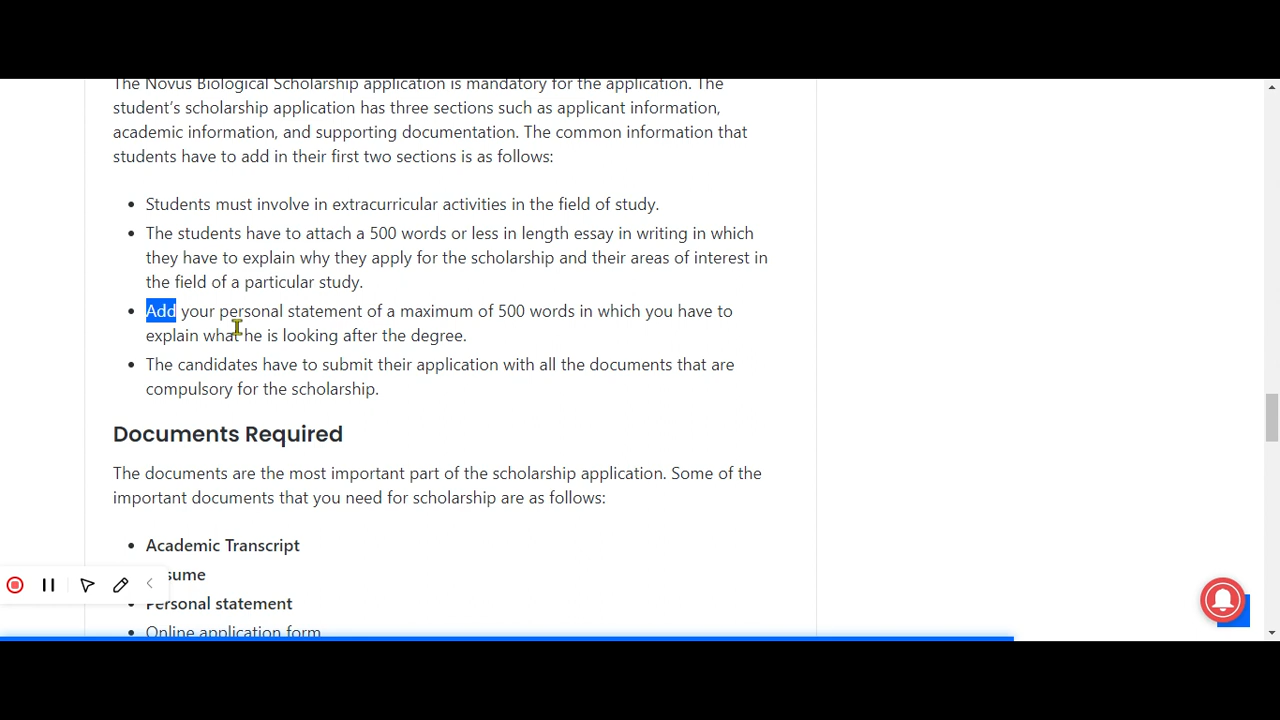 The Novus Biological Scholarship application is mandatory for the application. The
student's scholarship application has three sections such as applicant information,
academic information, and supporting documentation. The common information that
students have to add in their first two sections is as follows:
• Students must involve in extracurricular activities in the field of study.
• The students have to attach a 500 words or less in length essay in writing in which
they have to explain why they apply for the scholarship and their areas of interest in
the field of a particular study.
• Add your personal statement of a maximum of 500 words in which you have to
explain what he is looking after the degree.
• The candidates have to submit their application with all the documents that are
compulsory for the scholarship.
Documents Required
The documents are the most important part of the scholarship application. Some of the
important documents that you need for scholarship are as follows:
• Academic Transcript
sume
• Personal statement
• Online application form